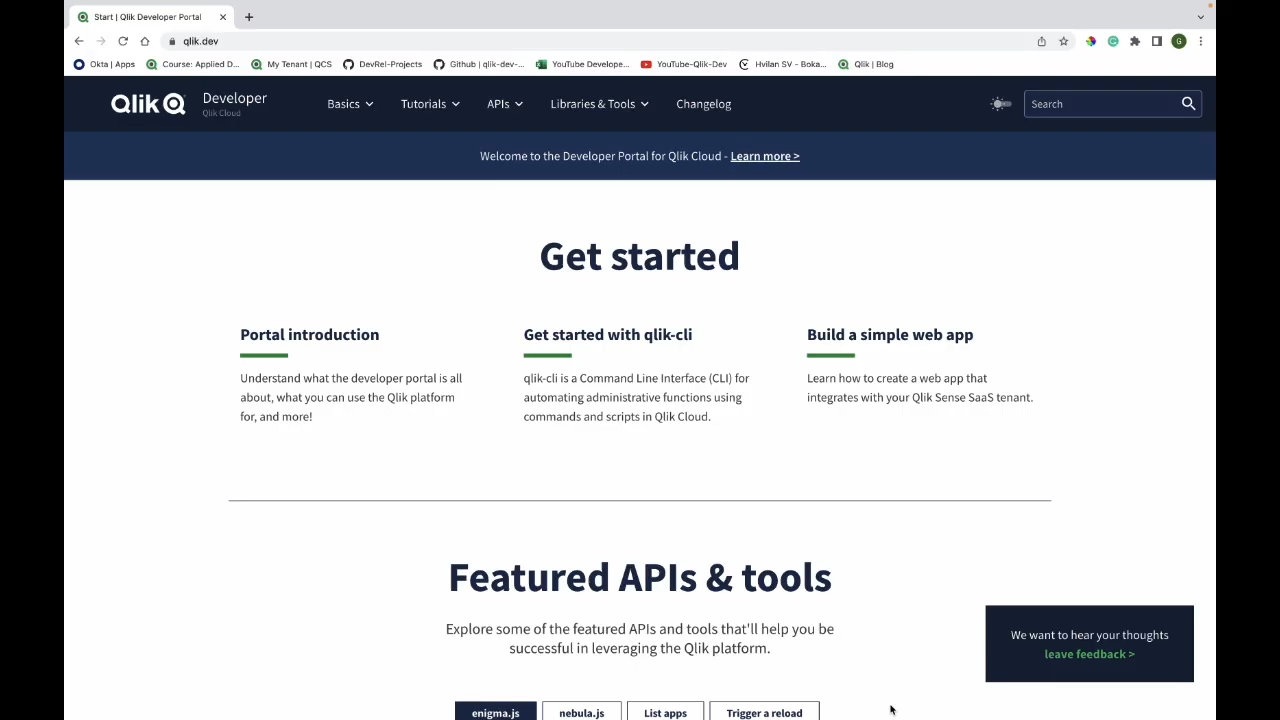 Start | Qlik Developer Portal
qlik.dev
G
Okta | Apps
Course: Applied D...
My Tenant | QCS
DevRel-Projects
Github | qlik-dev-...
YouTube Develope...
YouTube-Qlik-Dev
Hvilan SV - Boka...
Qlik | Blog
Qlik
Developer
Qlik Cloud
Basics
Tutorials
APIs
Libraries & Tools
Changelog
Search
Welcome to the Developer Portal for Qlik Cloud - Learn more >
Get started
Portal introduction
Understand what the developer portal is all
about, what you can use the Qlik platform
for, and more!
Get started with qlik-cli
qlik-cli is a Command Line Interface (CLI) for
automating administrative functions using
commands and scripts in Qlik Cloud.
Build a simple web app
Learn how to create a web app that
integrates with your Qlik Sense SaaS tenant.
Featured APIs & tools
Explore some of the featured APIs and tools that'll help you be
successful in leveraging the Qlik platform.
We want to hear your thoughts
leave feedback >
enigma.js
nebula.js
List apps
Trigger a reload